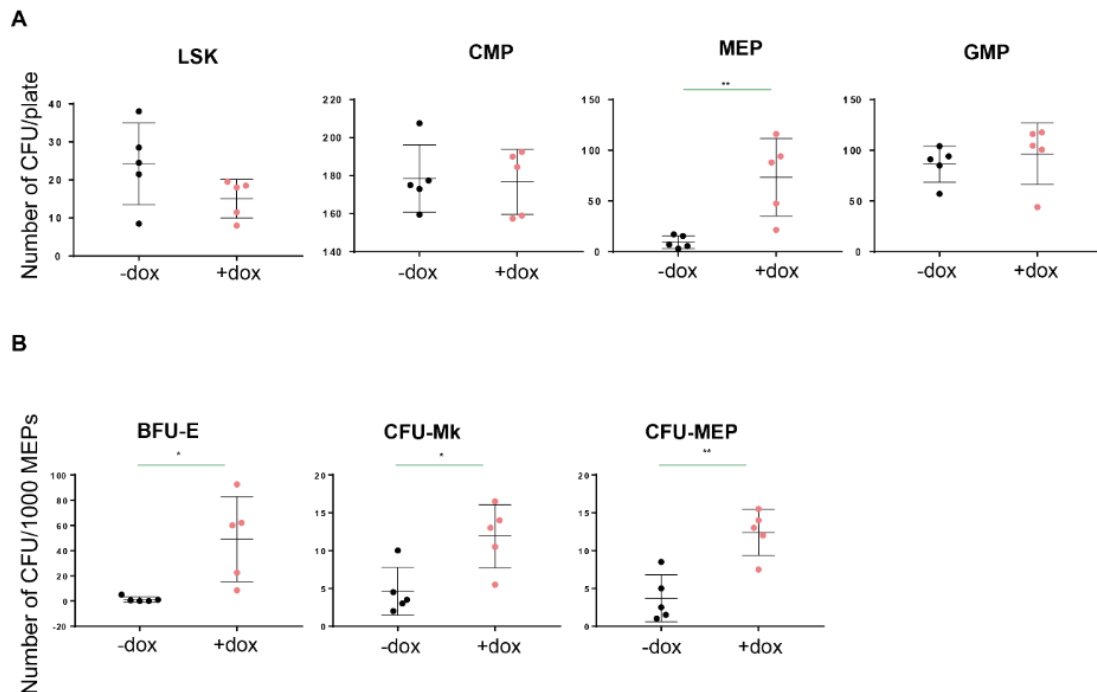 A
LSK
CMP
MEP
GMP
Number of CFU/plate
40
30
20
10
0
-dox
+dox
220
200
180
160
140
-dox
+dox
**
150
100
50
0
-dox
+dox
150
100
50
0
-dox
+dox
B
BFU-E
CFU-Mk
CFU-MEP
Number of CFU/1000 MEPs
*
100
80
60
40
20
0
-20
-dox
+dox
*
20
15
10
5
0
-dox
+dox
**
20
15
10
5
0
-dox
+dox